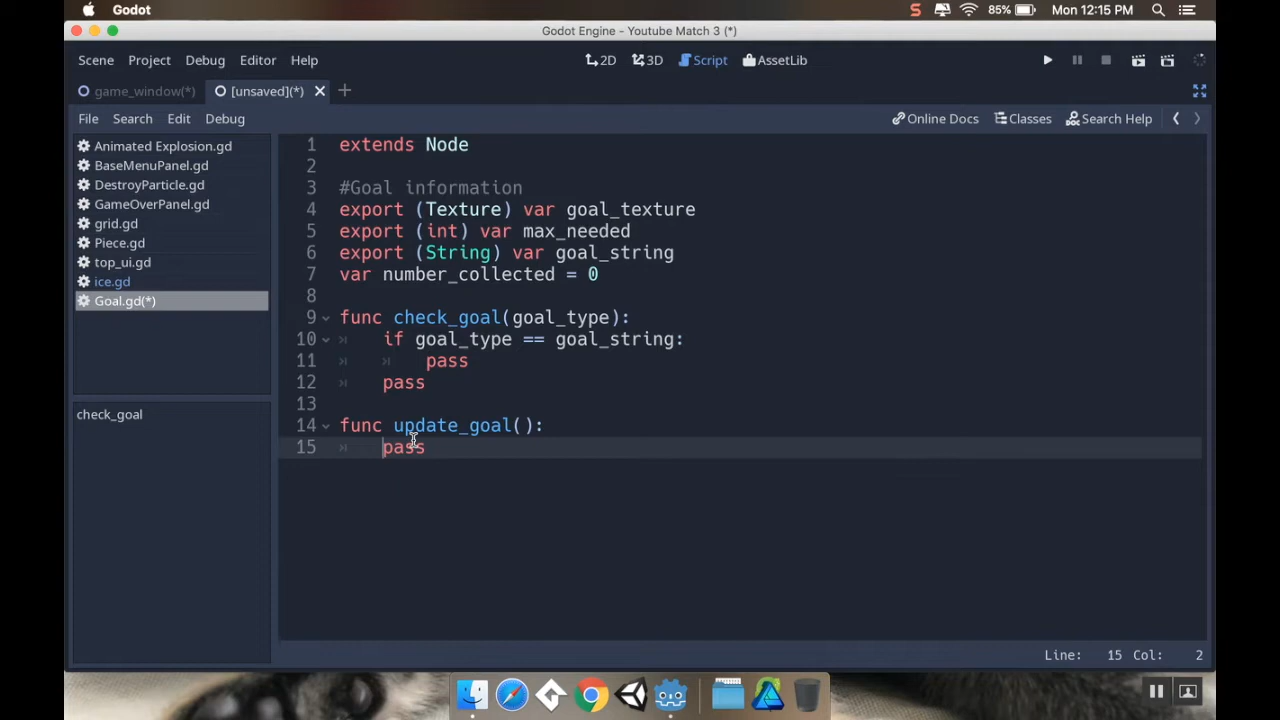 Godot
85%
Mon 12:15 PM
Godot Engine - Youtube Match 3 (*)
Scene Project Debug Editor Help
2D 3D Script AssetLib
game_window(*) [unsaved](*)
File Search Edit Debug
Online Docs Classes Search Help
Animated Explosion.gd
BaseMenuPanel.gd
DestroyParticle.gd
GameOverPanel.gd
grid.gd
Piece.gd
top_ui.gd
ice.gd
Goal.gd(*)
check_goal
1 extends Node
2
3 #Goal information
4 export (Texture) var goal_texture
5 export (int) var max_needed
6 export (String) var goal_string
7 var number_collected = 0
8
9 func check_goal(goal_type):
10 if goal_type == goal_string:
11 pass
12 pass
13
14 func update_goal():
15 pass
Line: 15 Col: 2